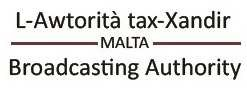 L-Awtorità tax-Xandir
MALTA
Broadcasting Authority